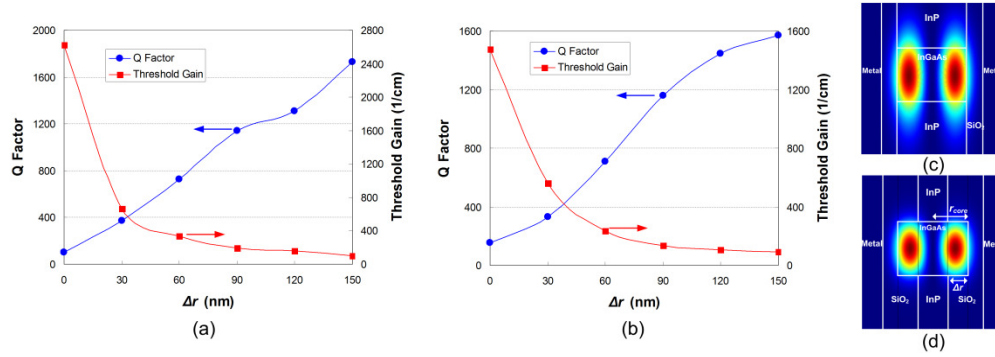 2000
1600
1200
800
400
0
Q Factor
Q Factor
Threshold Gain
2800
2400
2000
1600
1200
800
400
0
Threshold Gain (1/cm)
0 30 60 90 120 150
Δr (nm)
(a)
1600
1200
800
400
0
Q Factor
Q Factor
Threshold Gain
1600
1200
800
400
0
Threshold Gain (1/cm)
0 30 60 90 120 150
Δr (nm)
(b)
InP
InGaAs
Metal
InP
SiO₂
(c)
InP
r_core
InGaAs
Metal
Δr
SiO₂ InP SiO₂
(d)